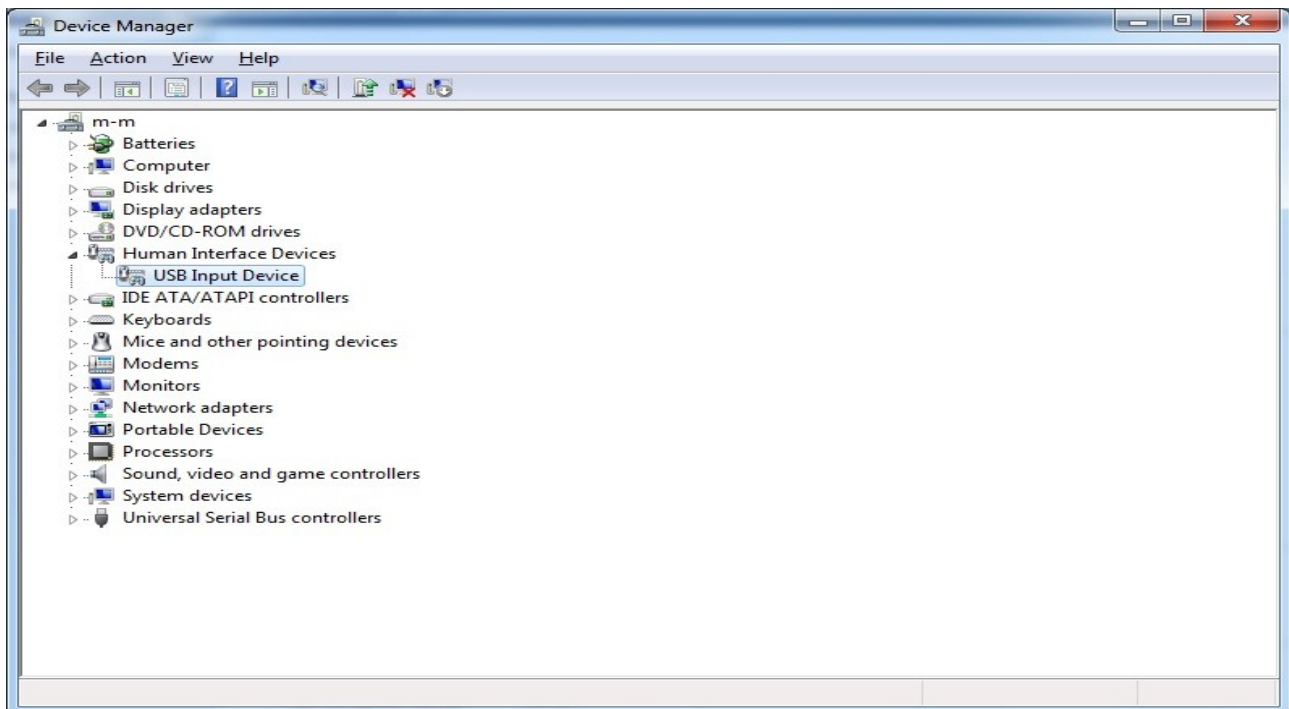 Device Manager
File Action View Help
m-m
Batteries
Computer
Disk drives
Display adapters
DVD/CD-ROM drives
Human Interface Devices
USB Input Device
IDE ATA/ATAPI controllers
Keyboards
Mice and other pointing devices
Modems
Monitors
Network adapters
Portable Devices
Processors
Sound, video and game controllers
System devices
Universal Serial Bus controllers